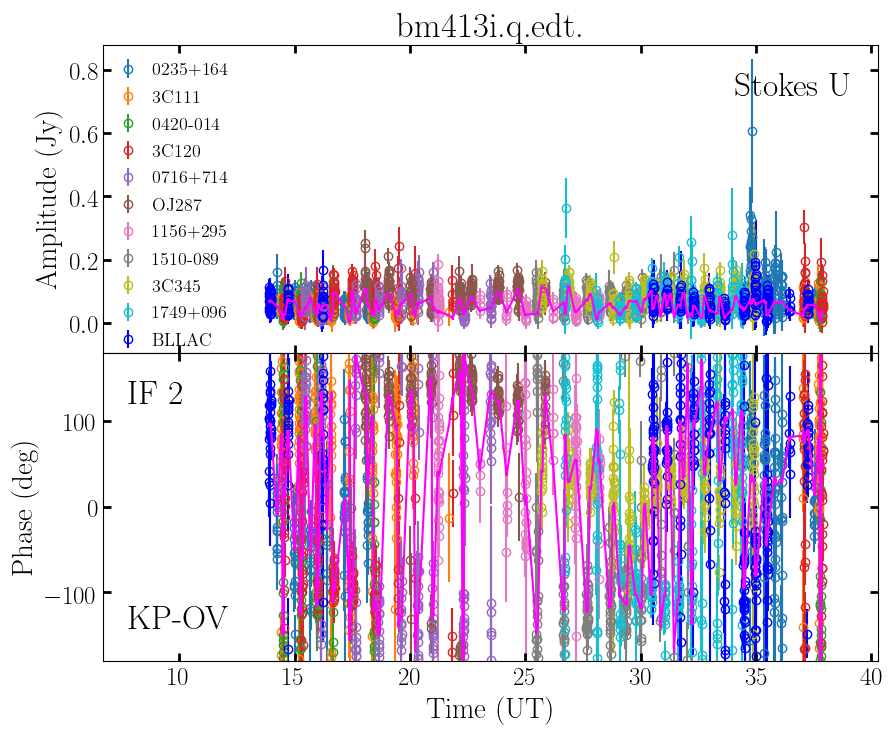 bm413i.q.edt.
Stokes U
Amplitude (Jy)
0.8
0.6
0.4
0.2
0.0
0235+164
3C111
0420-014
3C120
0716+714
OJ287
1156+295
1510-089
3C345
1749+096
BLLAC
IF 2
KP-OV
Phase (deg)
100
0
−100
10 15 20 25 30 35 40
Time (UT)